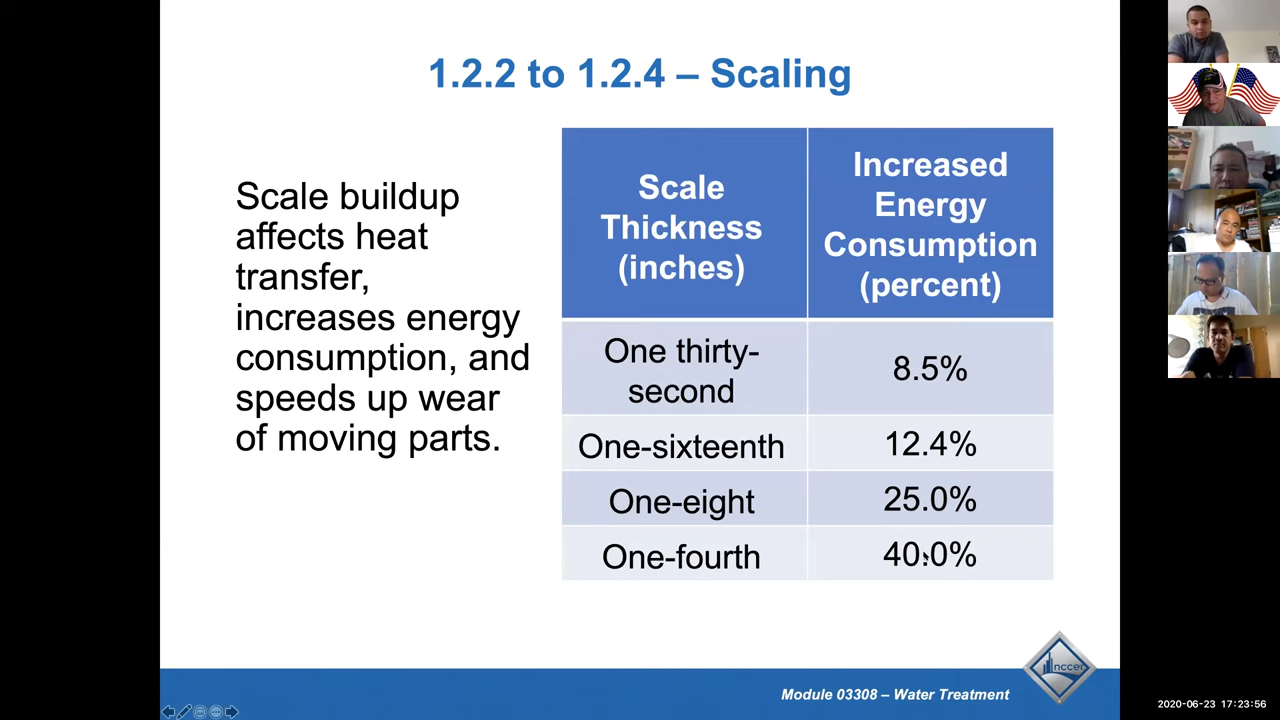 1.2.2 to 1.2.4 – Scaling
Scale buildup
affects heat
transfer,
increases energy
consumption, and
speeds up wear
of moving parts.
Scale
Thickness
(inches)
Increased
Energy
Consumption
(percent)
One thirty-
second
8.5%
One-sixteenth
12.4%
One-eight
25.0%
One-fourth
40.0%
nccer
Module 03308 – Water Treatment
2020-06-23 17:23:56